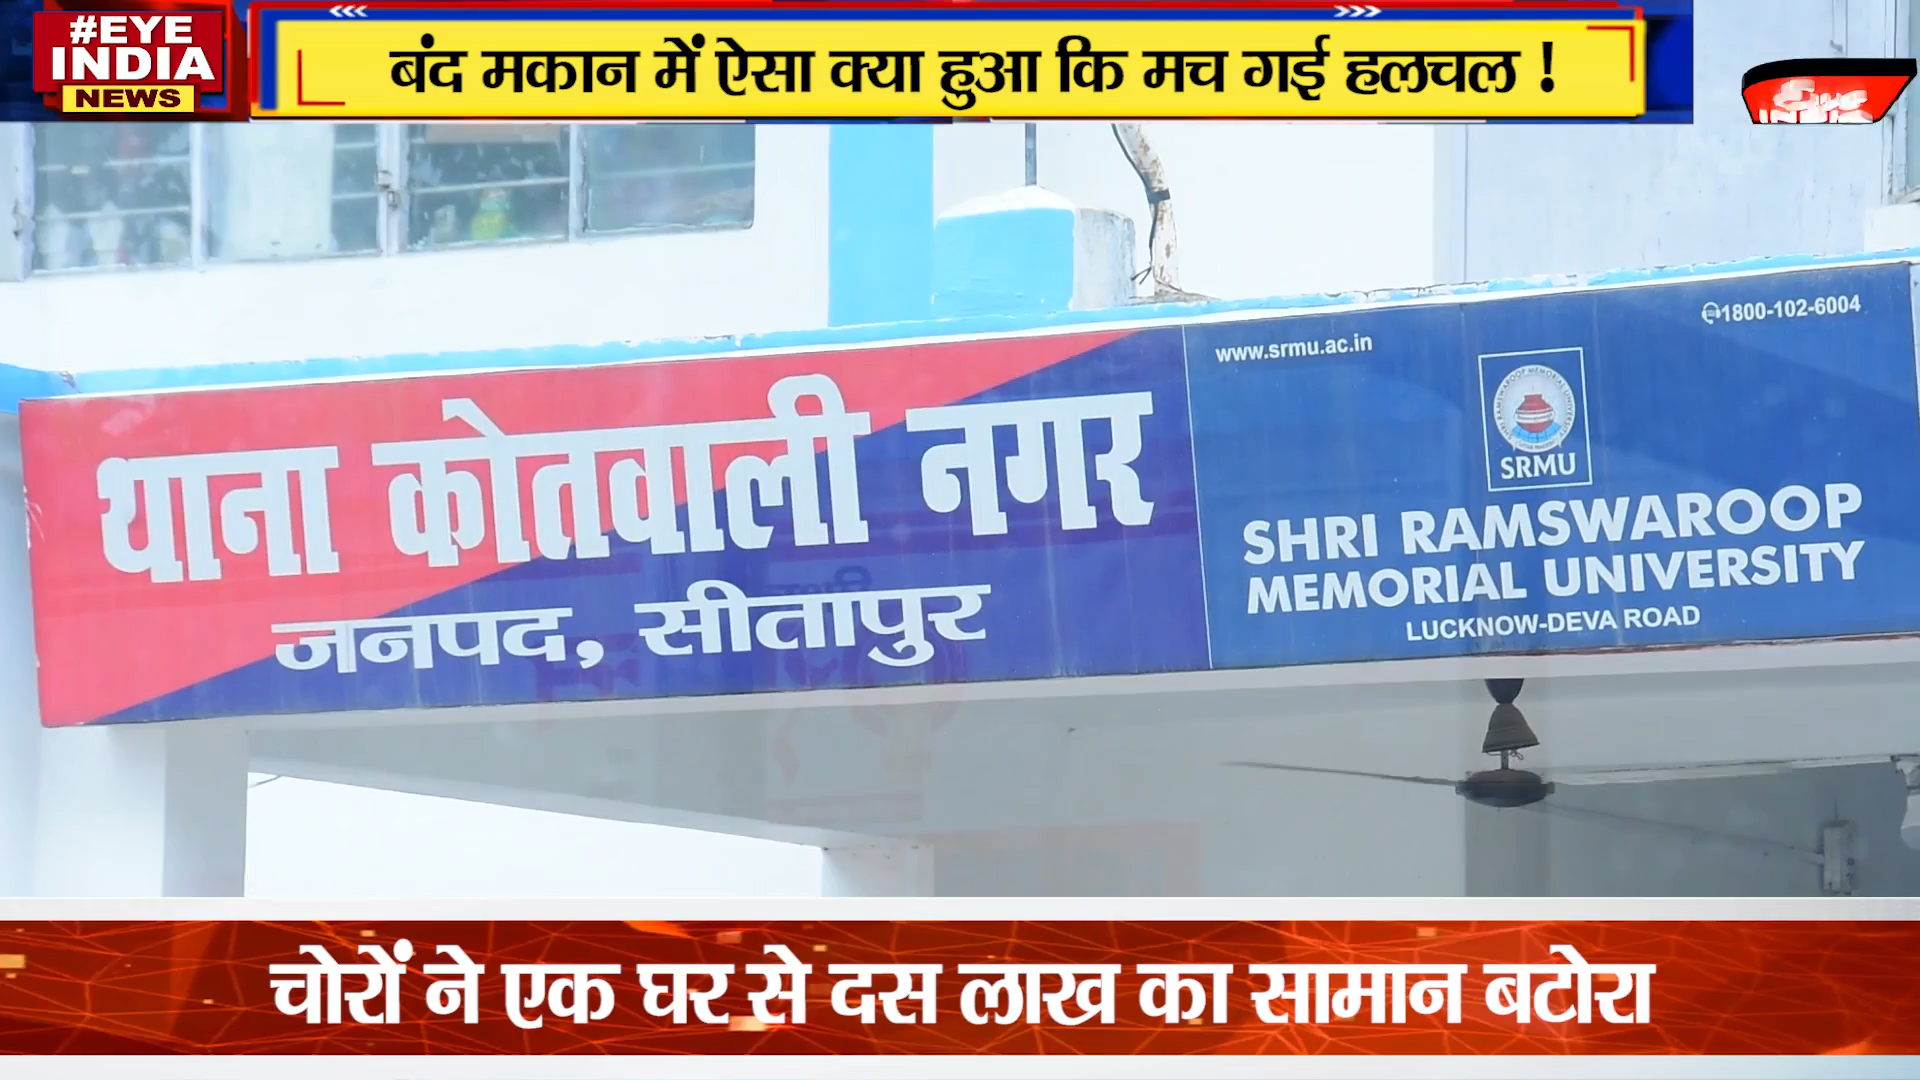 #EYE
INDIA
NEWS
बंद मकान में ऐसा क्या हुआ कि मच गई हलचल !
थाना कोतवाली नगर
जनपद, सीतापुर
www.srmu.ac.in
1800-102-6004
SRMU
SHRI RAMSWAROOP
MEMORIAL UNIVERSITY
LUCKNOW-DEVA ROAD
चोरों ने एक घर से दस लाख का सामान बटोरा